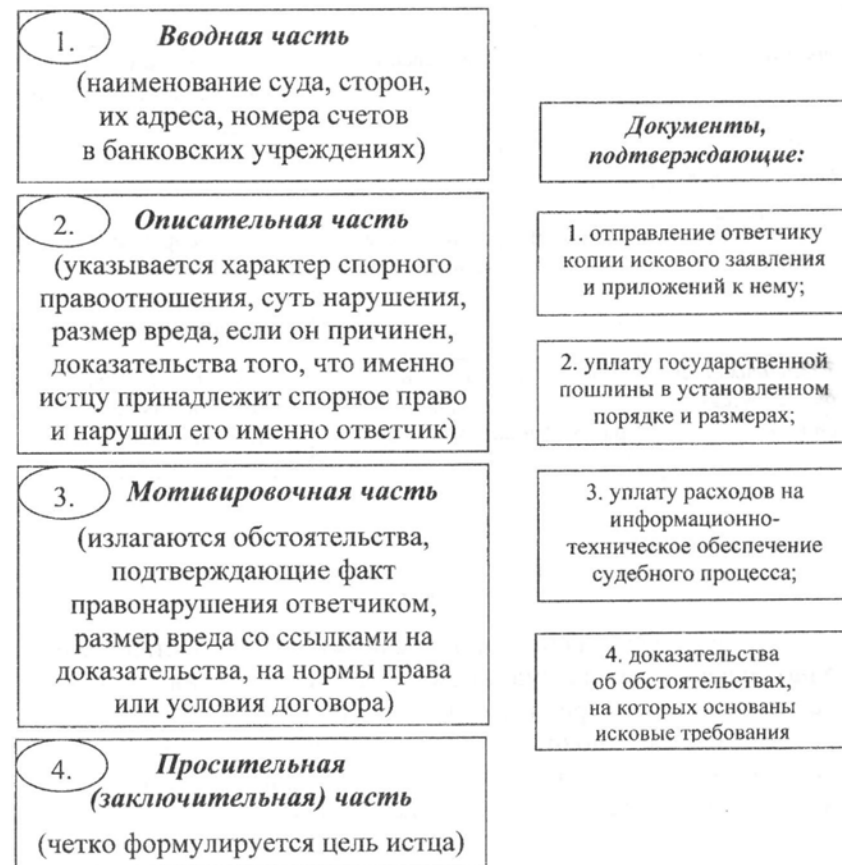 1. Вводная часть
(наименование суда, сторон,
их адреса, номера счетов
в банковских учреждениях)
2. Описательная часть
(указывается характер спорного
правоотношения, суть нарушения,
размер вреда, если он причинен,
доказательства того, что именно
истцу принадлежит спорное право
и нарушил его именно ответчик)
3. Мотивировочная часть
(излагаются обстоятельства,
подтверждающие факт
правонарушения ответчиком,
размер вреда со ссылками на
доказательства, на нормы права
или условия договора)
4. Просительная
(заключительная) часть
(четко формулируется цель истца)
Документы,
подтверждающие:
1. отправление ответчику
копии искового заявления
и приложений к нему;
2. уплату государственной
пошлины в установленном
порядке и размерах;
3. уплату расходов на
информационно-
техническое обеспечение
судебного процесса;
4. доказательства
об обстоятельствах,
на которых основаны
исковые требования